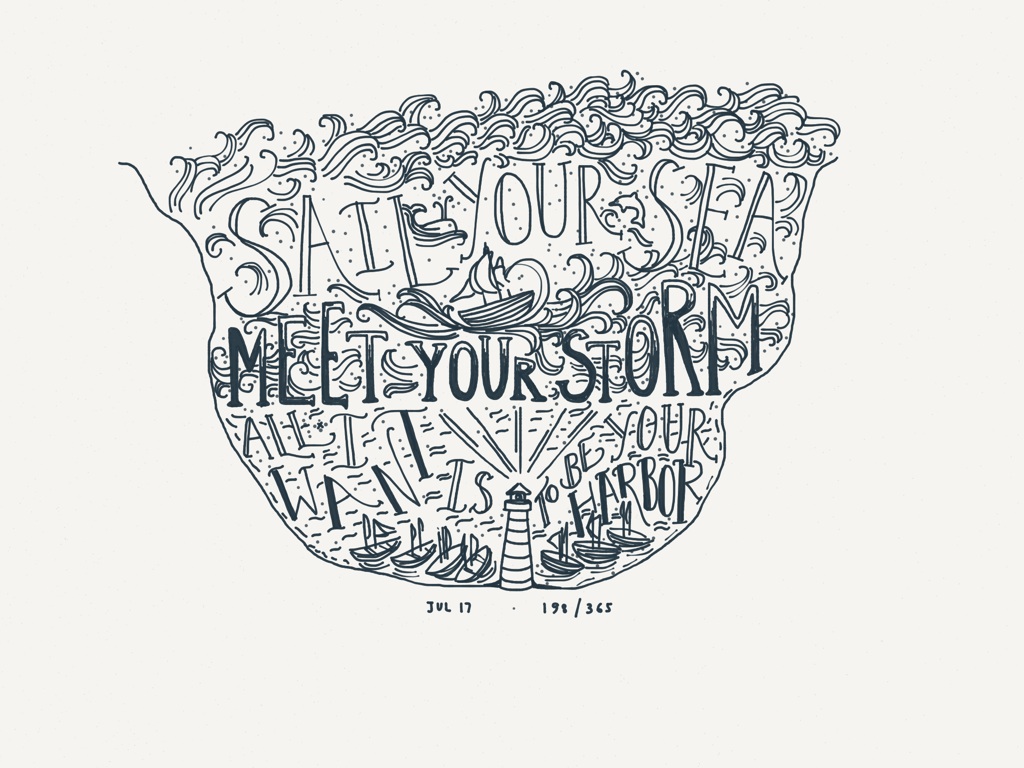 SAIL YOUR SEA
MEET YOUR STORM
ALL I
WANT IS
TO BE YOUR
HARBOR
JUL 17 · 198/365